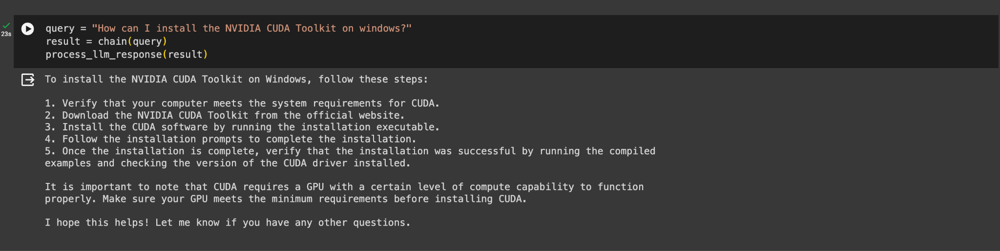 query = "How can I install the NVIDIA CUDA Toolkit on windows?"
23s
result = chain(query)
process_llm_response(result)
To install the NVIDIA CUDA Toolkit on Windows, follow these steps:
1. Verify that your computer meets the system requirements for CUDA.
2. Download the NVIDIA CUDA Toolkit from the official website.
3. Install the CUDA software by running the installation executable.
4. Follow the installation prompts to complete the installation.
5. Once the installation is complete, verify that the installation was successful by running the compiled
examples and checking the version of the CUDA driver installed.
It is important to note that CUDA requires a GPU with a certain level of compute capability to function
properly. Make sure your GPU meets the minimum requirements before installing CUDA.
I hope this helps! Let me know if you have any other questions.